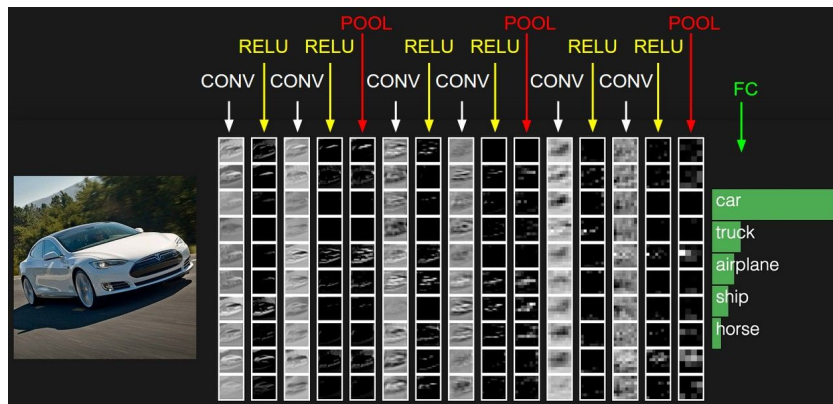 POOL POOL POOL
RELU RELU RELU RELU RELU RELU
CONV CONV CONV CONV CONV CONV
FC
car
truck
airplane
ship
horse